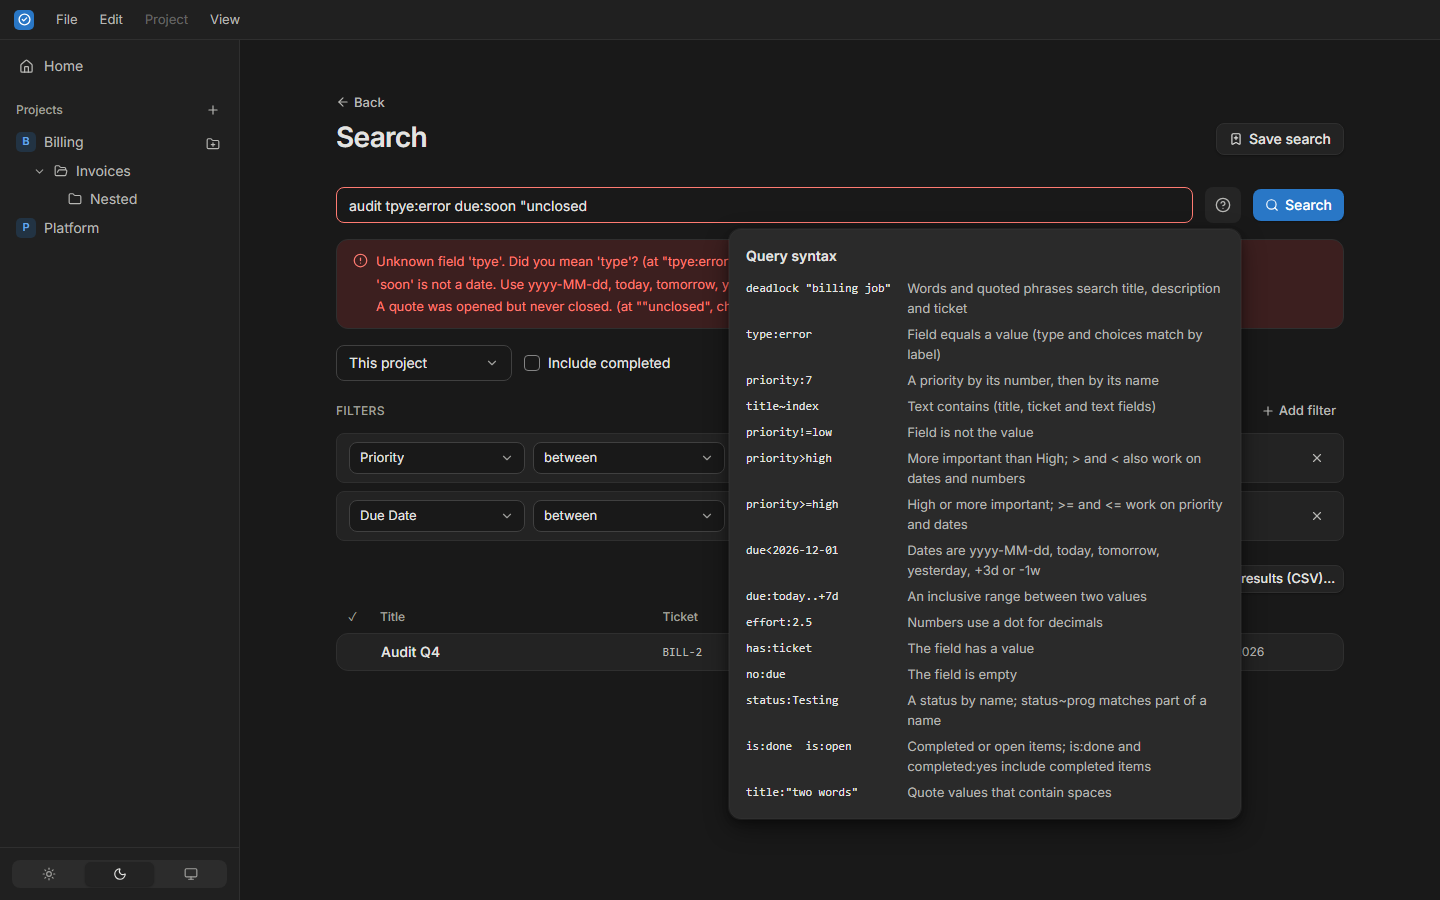 File Edit Project View
Home
Projects
B Billing
Invoices
Nested
P Platform
Back
Search
Save search
audit tpye:error due:soon "unclosed
Search
Unknown field 'tpye'. Did you mean 'type'? (at "tpye:error
'soon' is not a date. Use yyyy-MM-dd, today, tomorrow,
A quote was opened but never closed. (at ""unclosed",
This project
Include completed
FILTERS
Add filter
Priority between
Due Date between
results (CSV)...
Title Ticket
Audit Q4 BILL-2 026
Query syntax
deadlock "billing job" Words and quoted phrases search title, description
and ticket
type:error Field equals a value (type and choices match by
label)
priority:7 A priority by its number, then by its name
title~index Text contains (title, ticket and text fields)
priority!=low Field is not the value
priority>high More important than High; > and < also work on
dates and numbers
priority>=high High or more important; >= and <= work on priority
and dates
due<2026-12-01 Dates are yyyy-MM-dd, today, tomorrow,
yesterday, +3d or -1w
due:today..+7d An inclusive range between two values
effort:2.5 Numbers use a dot for decimals
has:ticket The field has a value
no:due The field is empty
status:Testing A status by name; status~prog matches part of a
name
is:done is:open Completed or open items; is:done and
completed:yes include completed items
title:"two words" Quote values that contain spaces